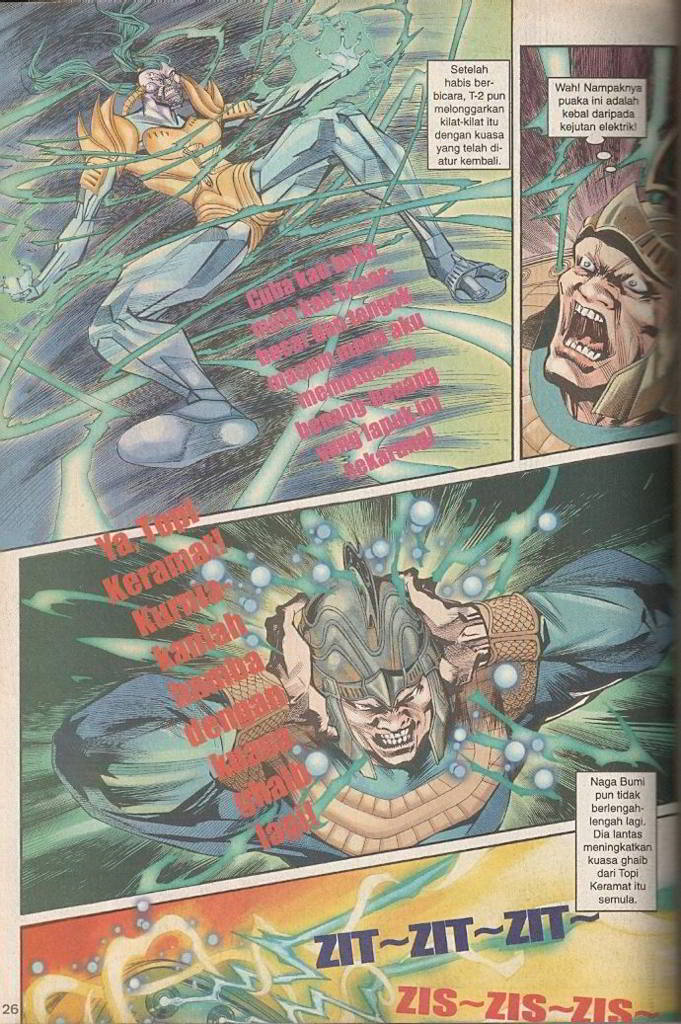 Setelah
habis ber-
bicara, T-2 pun
melonggarkan
kilat-kilat itu
dengan kuasa
yang telah di-
atur kembali.
Wah! Nampaknya
puaka ini adalah
kebal daripada
kejutan elektrik!
Cuba kau buka
mata kau besar-
besar dan tengok
macam mana aku
memutuskan
benang-benang
yang lapuk ini
sekarang!
Ya, Topi
Keramat!
Kurnia-
kanlah
hamba
dengan
kuasa
ghaib
lagi!
Naga Bumi
pun tidak
berlengah-
lengah lagi.
Dia lantas
meningkatkan
kuasa ghaib
dari Topi
Keramat itu
semula.
ZIT~ZIT~ZIT~
ZIS~ZIS~ZIS~
26